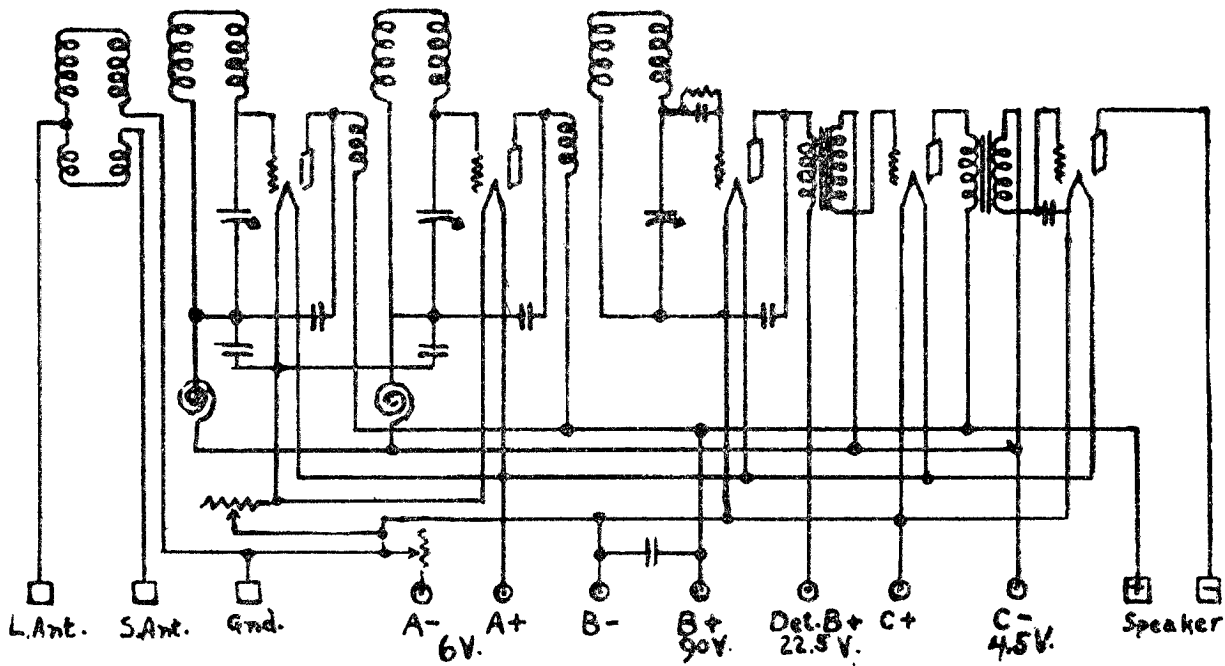 L.Ant. S.Ant. Gnd. A- A+ B- B+ Det.B+ C+ C- Speaker
6V. 90V. 22.5V. 4.5V.